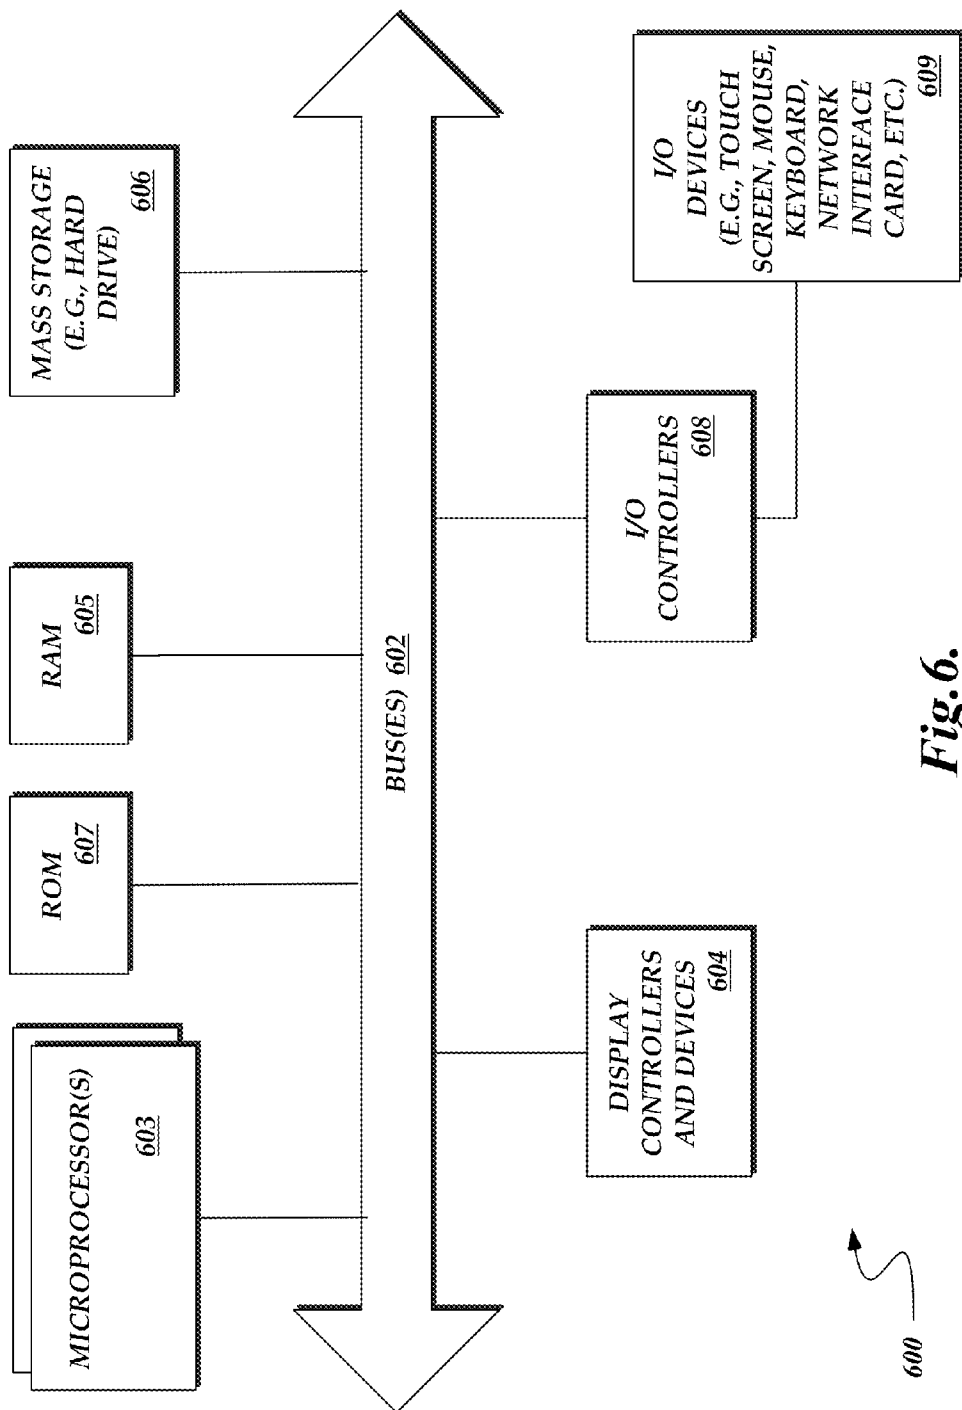 MICROPROCESSOR(S)
603
ROM
607
RAM
605
MASS STORAGE
(E.G., HARD
DRIVE)
606
BUS(ES) 602
DISPLAY
CONTROLLERS
AND DEVICES
604
I/O
CONTROLLERS
608
I/O
DEVICES
(E.G., TOUCH
SCREEN, MOUSE,
KEYBOARD,
NETWORK
INTERFACE
CARD, ETC.)
609
600
Fig.6.